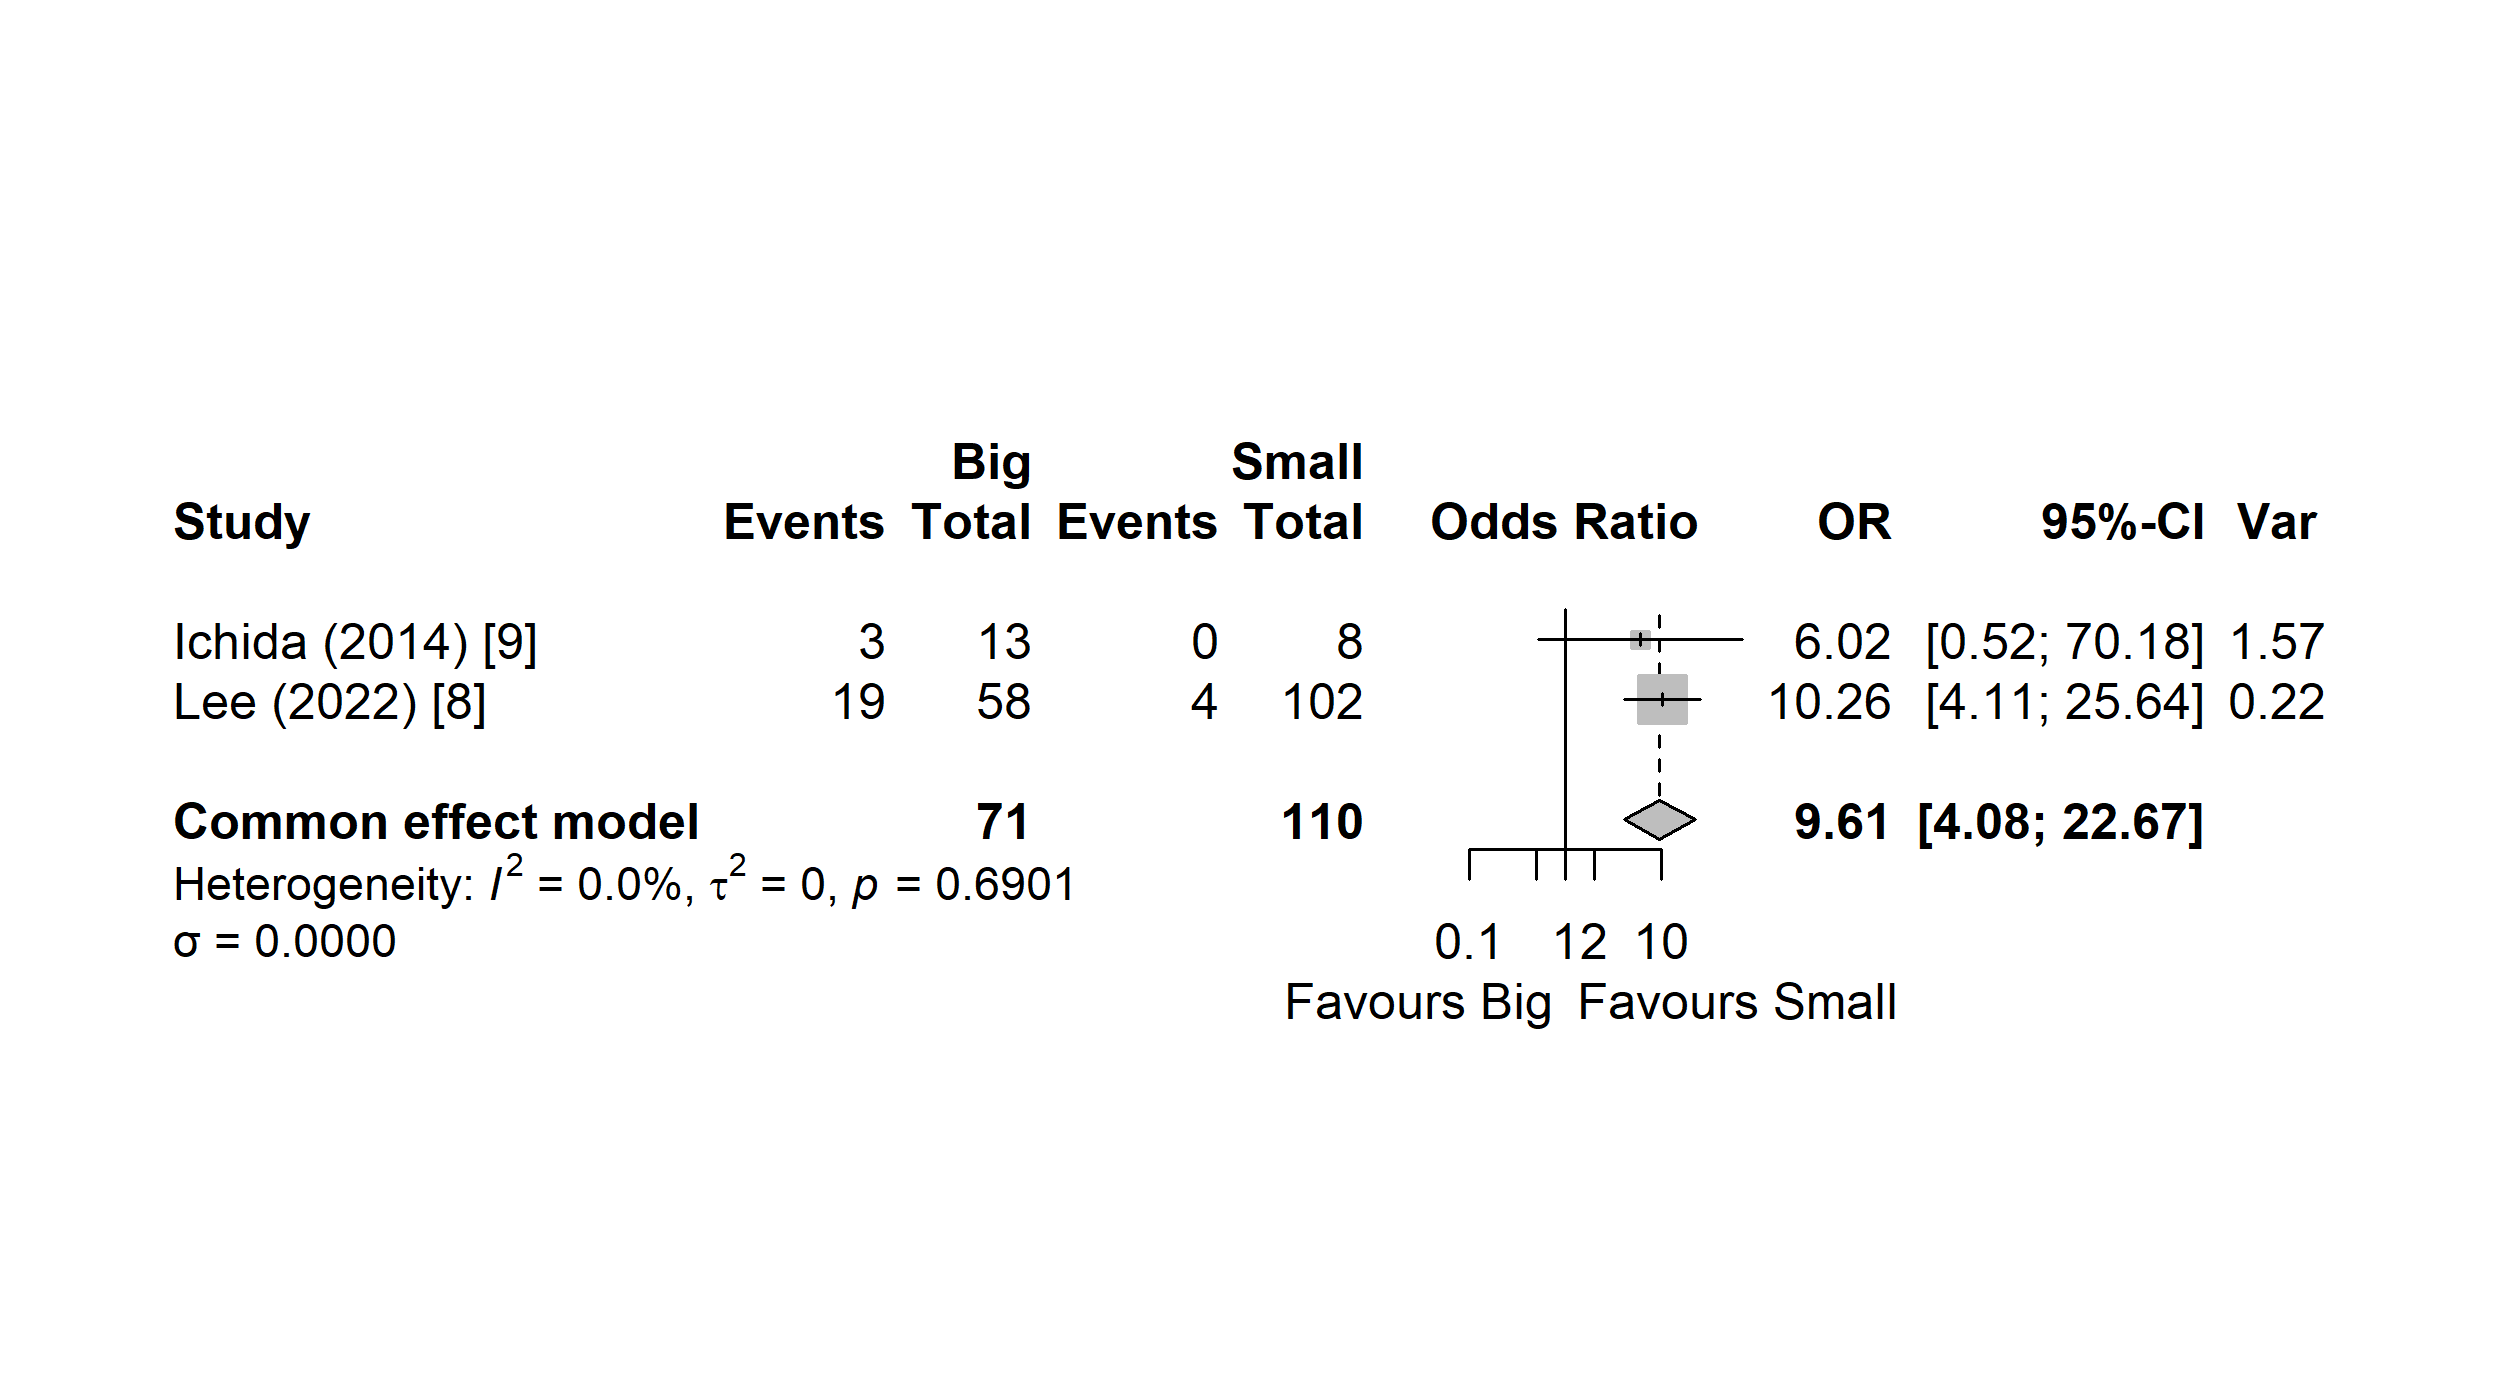 Big Small
Study Events Total Events Total Odds Ratio OR 95%-CI Var
Ichida (2014) [9] 3 13 0 8 6.02 [0.52; 70.18] 1.57
Lee (2022) [8] 19 58 4 102 10.26 [4.11; 25.64] 0.22
Common effect model 71 110 9.61 [4.08; 22.67]
Heterogeneity: I² = 0.0%, τ² = 0, p = 0.6901
σ = 0.0000
0.1 12 10
Favours Big Favours Small